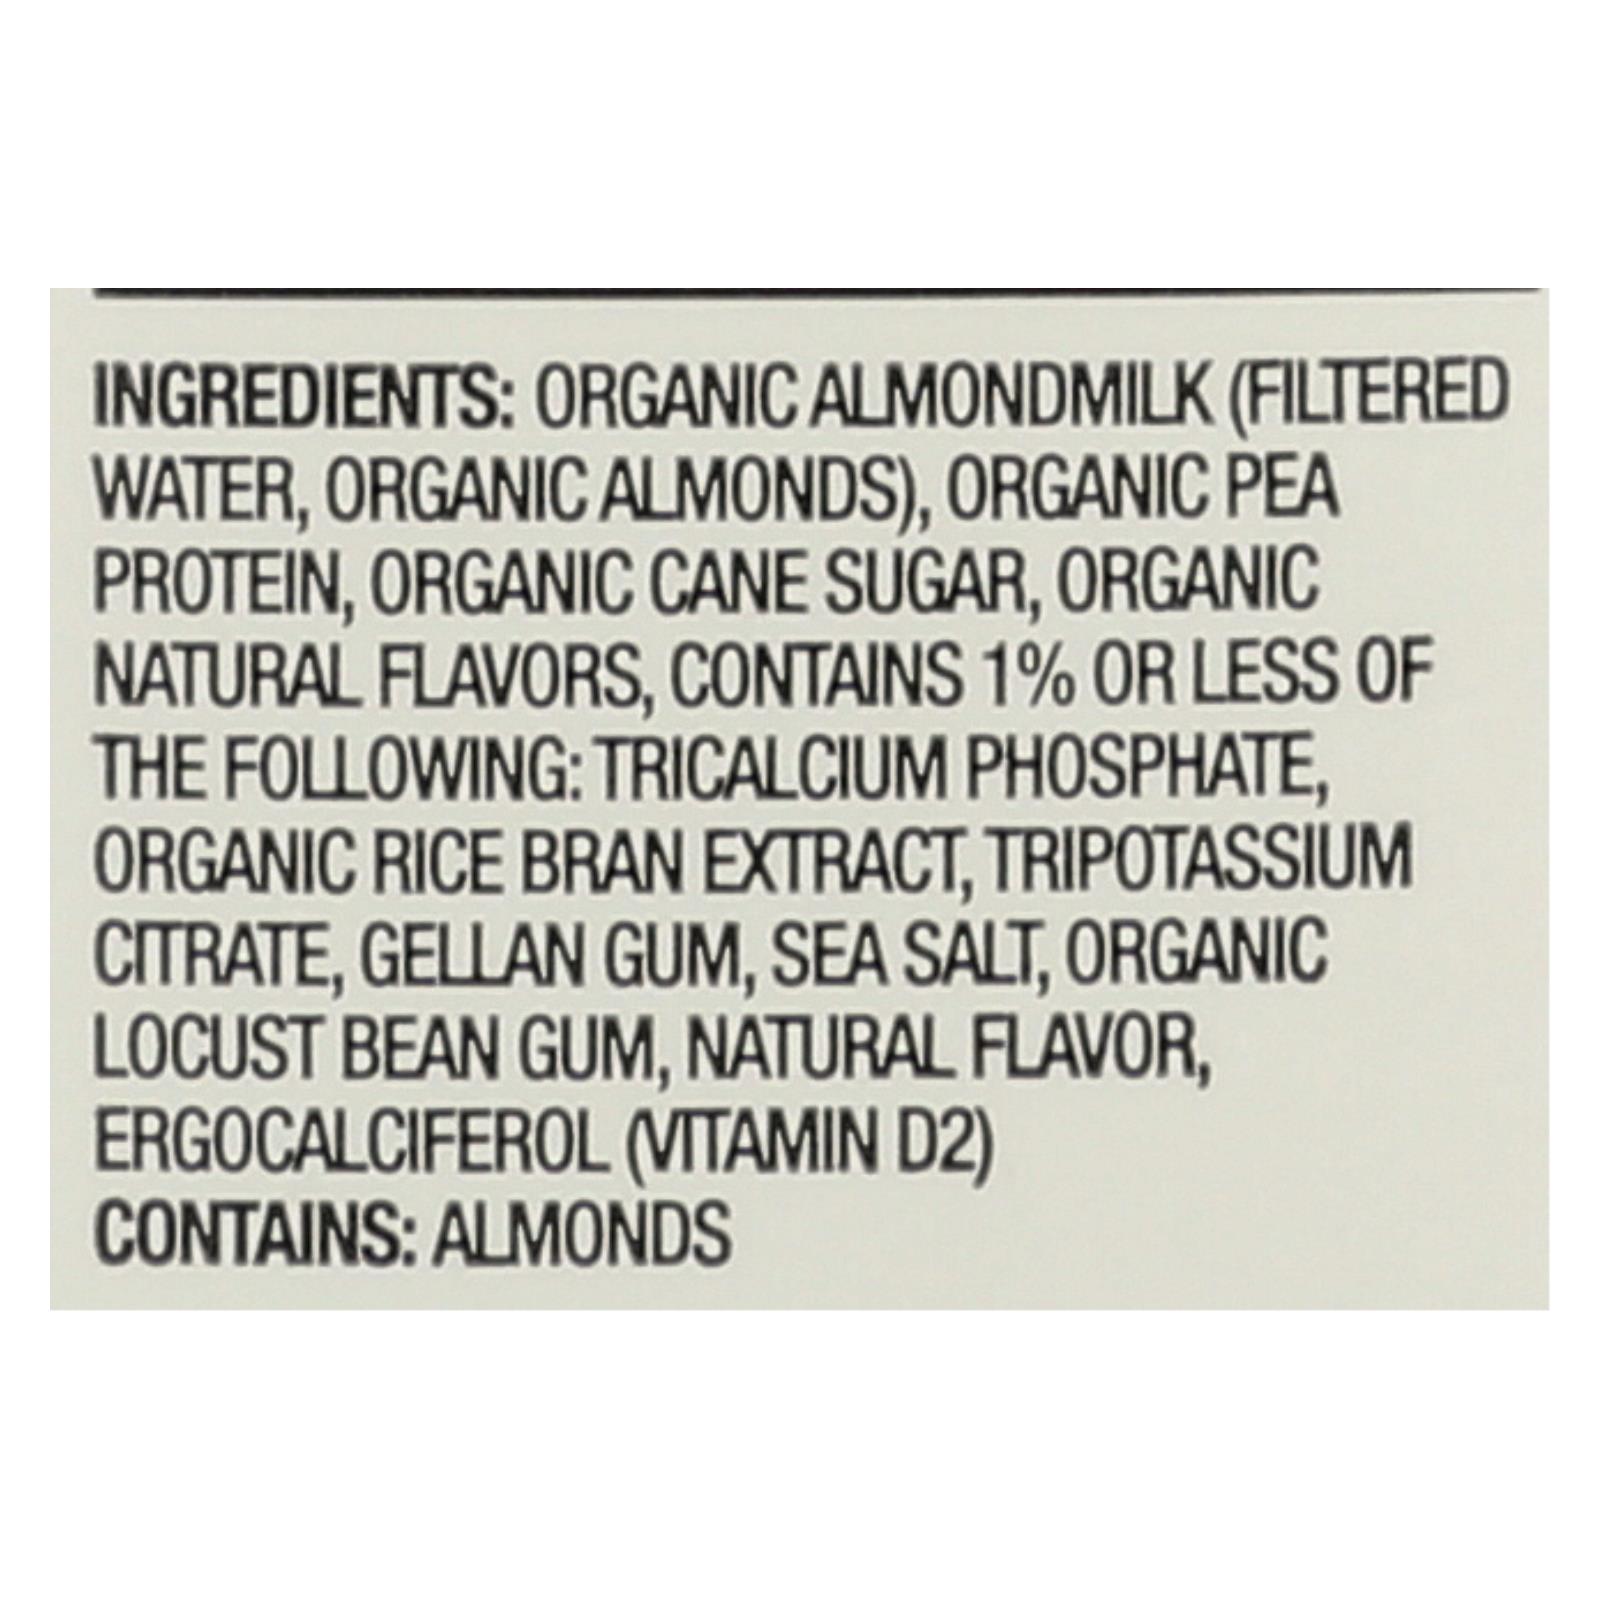 INGREDIENTS: ORGANIC ALMONDMILK (FILTERED
WATER, ORGANIC ALMONDS), ORGANIC PEA
PROTEIN, ORGANIC CANE SUGAR, ORGANIC
NATURAL FLAVORS, CONTAINS 1% OR LESS OF
THE FOLLOWING: TRICALCIUM PHOSPHATE,
ORGANIC RICE BRAN EXTRACT, TRIPOTASSIUM
CITRATE, GELLAN GUM, SEA SALT, ORGANIC
LOCUST BEAN GUM, NATURAL FLAVOR,
ERGOCALCIFEROL (VITAMIN D2)
CONTAINS: ALMONDS